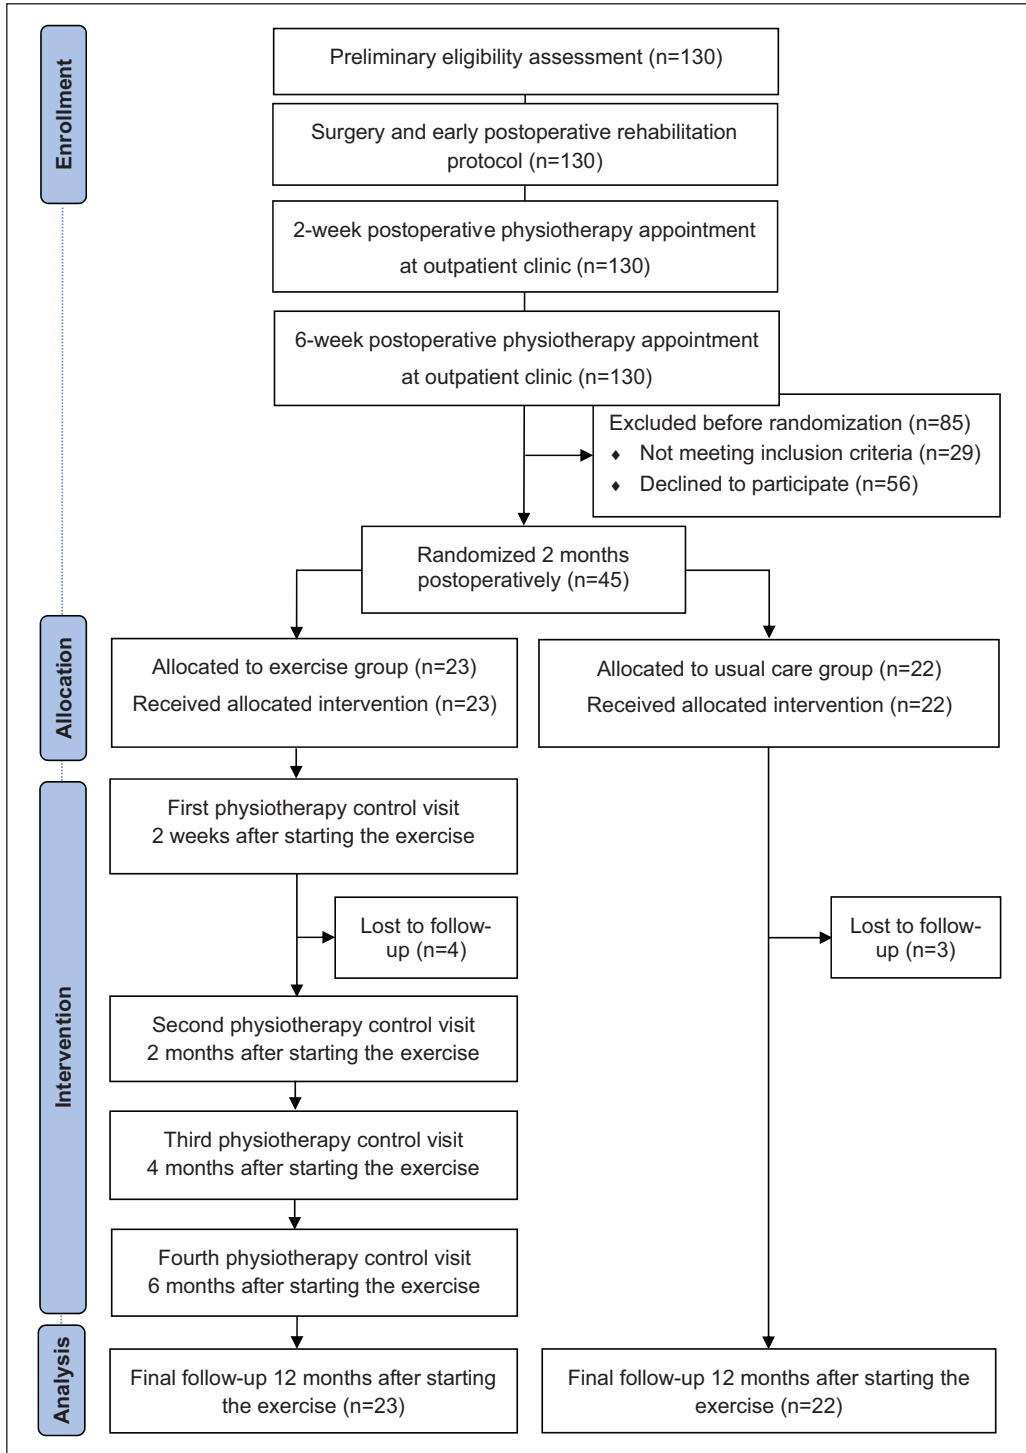 Enrollment
Preliminary eligibility assessment (n=130)
Surgery and early postoperative rehabilitation
protocol (n=130)
2-week postoperative physiotherapy appointment
at outpatient clinic (n=130)
6-week postoperative physiotherapy appointment
at outpatient clinic (n=130)
Excluded before randomization (n=85)
♦ Not meeting inclusion criteria (n=29)
♦ Declined to participate (n=56)
Randomized 2 months
postoperatively (n=45)
Allocation
Allocated to exercise group (n=23)
Received allocated intervention (n=23)
Allocated to usual care group (n=22)
Received allocated intervention (n=22)
Intervention
First physiotherapy control visit
2 weeks after starting the exercise
Lost to follow-
up (n=4)
Lost to follow-
up (n=3)
Second physiotherapy control visit
2 months after starting the exercise
Third physiotherapy control visit
4 months after starting the exercise
Fourth physiotherapy control visit
6 months after starting the exercise
Analysis
Final follow-up 12 months after starting
the exercise (n=23)
Final follow-up 12 months after starting the
exercise (n=22)